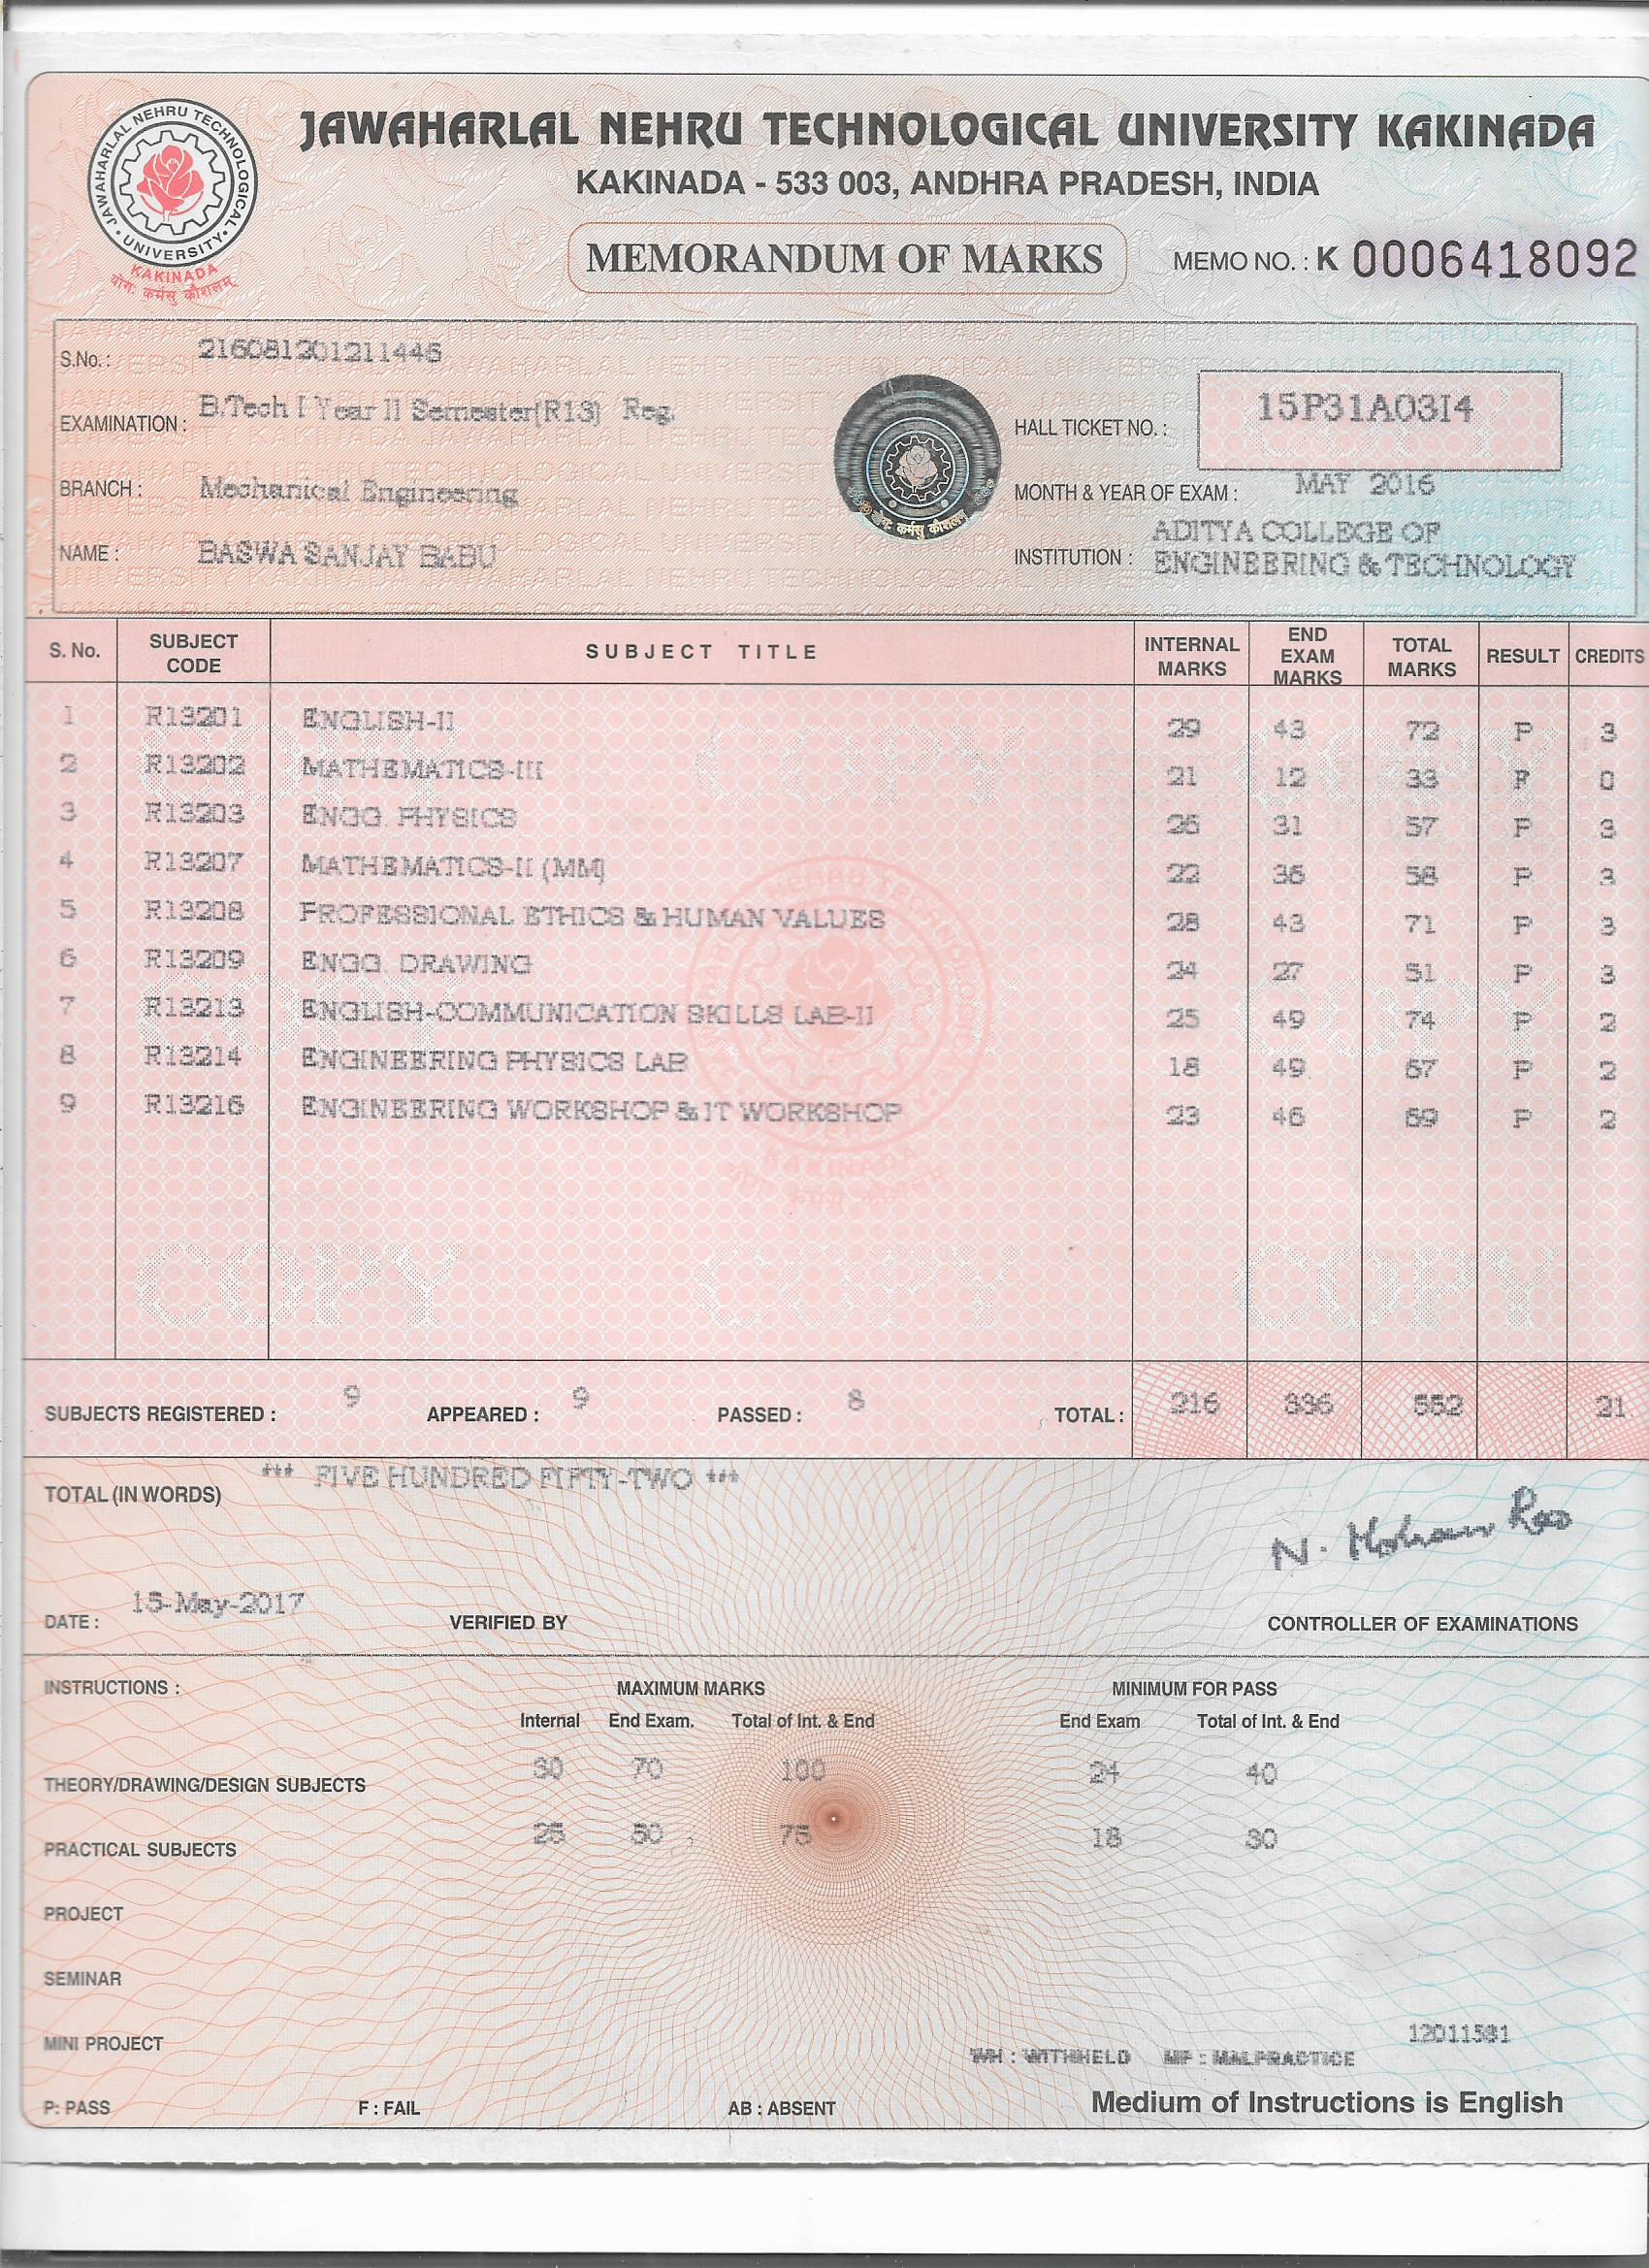 JAWAHARLAL NEHRU TECHNOLOGICAL UNIVERSITY KAKINADA
JAWAHARLAL NEHRU TECHNOLOGICAL UNIVERSITY
KAKINADA
योगः कर्मसु कौशलम्
KAKINADA - 533 003, ANDHRA PRADESH, INDIA
MEMORANDUM OF MARKS MEMO NO. : K 0006418092
S.No. : 216081201211446
EXAMINATION : B.Tech I Year II Semester(R13) Reg.
HALL TICKET NO. : 15P31A03I4
BRANCH : Mechanical Engineering
MONTH & YEAR OF EXAM : MAY 2016
NAME : BASWA SANJAY BABU
INSTITUTION : ADITYA COLLEGE OF
ENGINEERING & TECHNOLOGY
S. No. SUBJECT CODE SUBJECT TITLE INTERNAL MARKS END EXAM MARKS TOTAL MARKS RESULT CREDITS
1 R13201 ENGLISH-II 29 43 72 P 3
2 R13202 MATHEMATICS-III 21 12 33 F 0
3 R13203 ENGG. PHYSICS 26 31 57 P 3
4 R13207 MATHEMATICS-II (MM) 22 36 58 P 3
5 R13208 PROFESSIONAL ETHICS & HUMAN VALUES 28 43 71 P 3
6 R13209 ENGG. DRAWING 24 27 51 P 3
7 R13213 ENGLISH-COMMUNICATION SKILLS LAB-II 25 49 74 P 2
8 R13214 ENGINEERING PHYSICS LAB 18 49 67 P 2
9 R13216 ENGINEERING WORKSHOP & IT WORKSHOP 23 46 69 P 2
COPY COPY COPY
SUBJECTS REGISTERED : 9 APPEARED : 9 PASSED : 8 TOTAL : 216 336 552 21
TOTAL (IN WORDS) *** FIVE HUNDRED FIFTY-TWO ***
N. Mohan Rao
DATE : 15-May-2017 VERIFIED BY CONTROLLER OF EXAMINATIONS
INSTRUCTIONS : MAXIMUM MARKS MINIMUM FOR PASS
Internal End Exam. Total of Int. & End End Exam Total of Int. & End
THEORY/DRAWING/DESIGN SUBJECTS 30 70 100 24 40
PRACTICAL SUBJECTS 25 50 75 18 30
PROJECT
SEMINAR
12011581
MINI PROJECT
WH : WITHHELD MP : MALPRACTICE
P: PASS F : FAIL AB : ABSENT Medium of Instructions is English